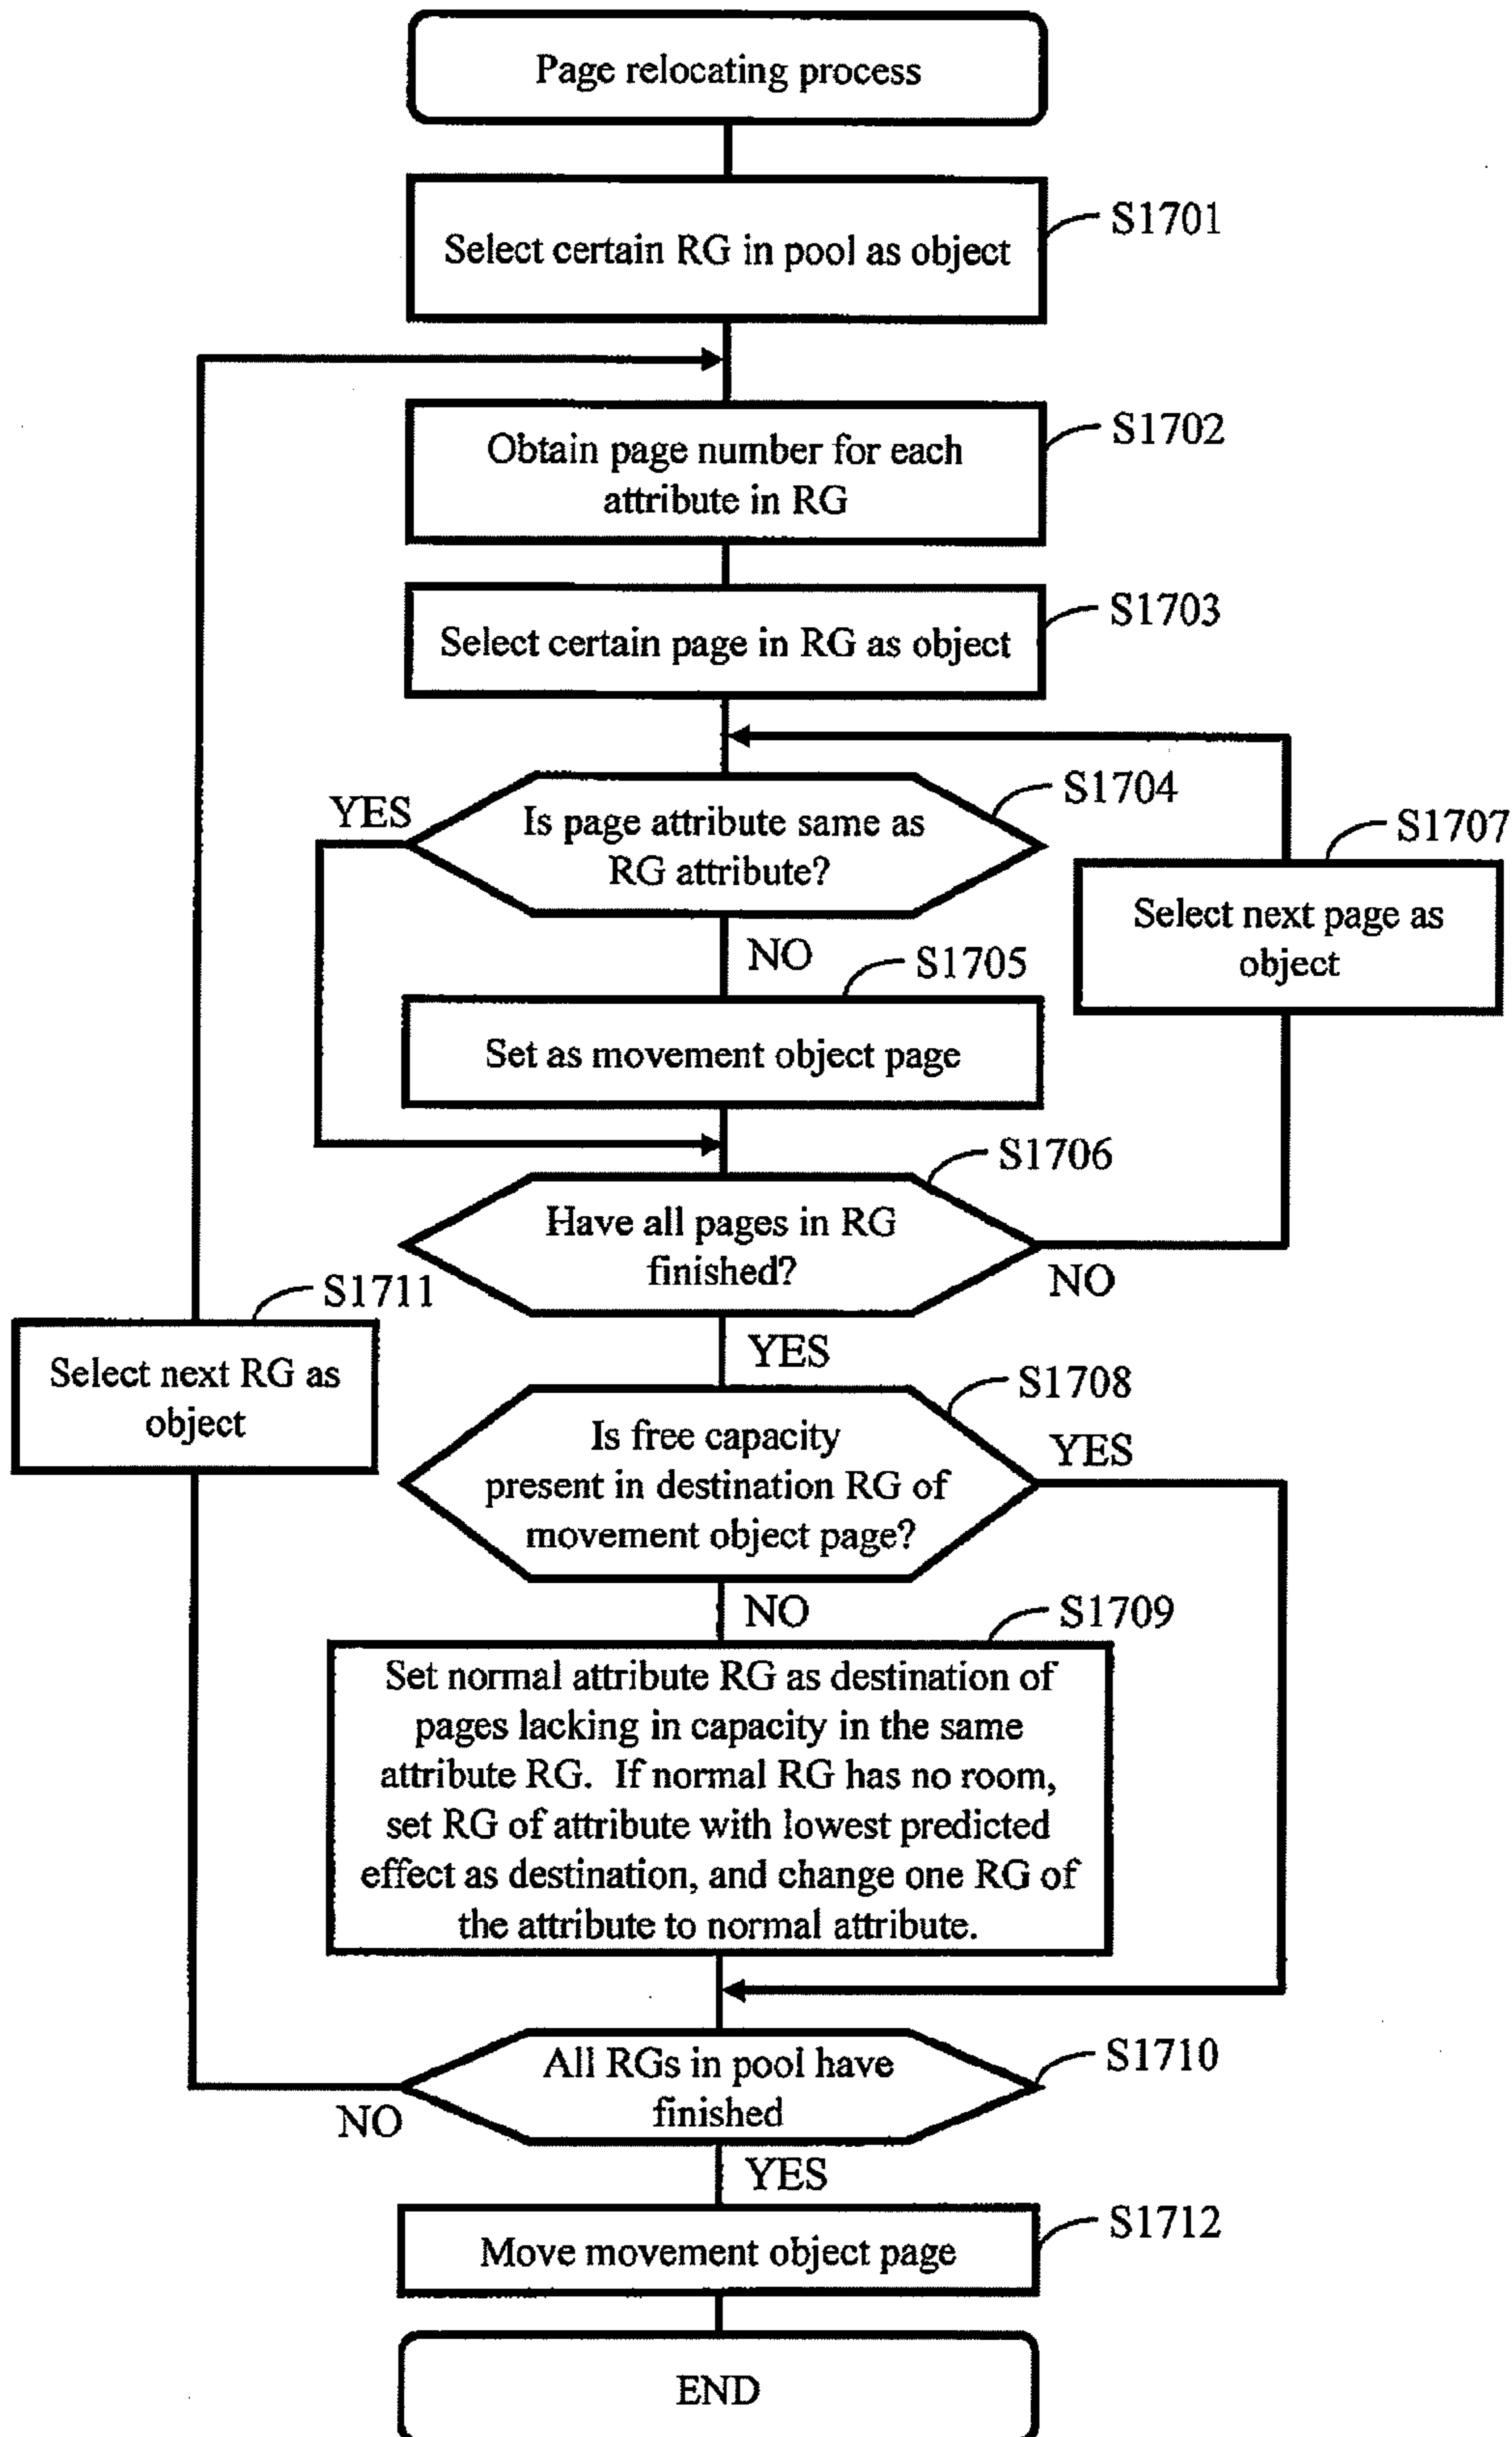 Page relocating process
S1701
Select certain RG in pool as object
S1702
Obtain page number for each
attribute in RG
S1703
Select certain page in RG as object
S1704
YES
Is page attribute same as
RG attribute?
S1707
Select next page as
object
NO
S1705
Set as movement object page
S1706
Have all pages in RG
finished?
NO
S1711
Select next RG as
object
YES
S1708
Is free capacity
present in destination RG of
movement object page?
YES
NO
S1709
Set normal attribute RG as destination of
pages lacking in capacity in the same
attribute RG. If normal RG has no room,
set RG of attribute with lowest predicted
effect as destination, and change one RG of
the attribute to normal attribute.
S1710
All RGs in pool have
finished
NO
YES
S1712
Move movement object page
END